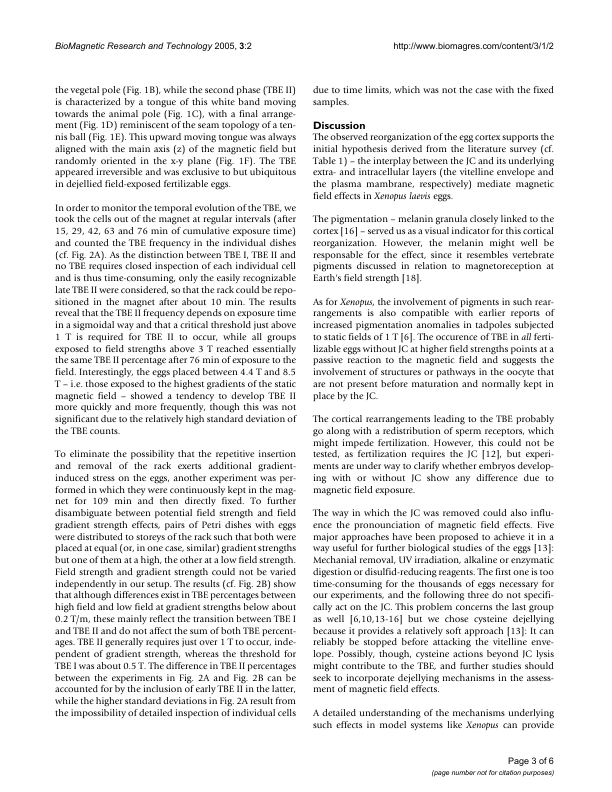 BioMagnetic Research and Technology 2005, 3:2
http://www.biomagres.com/content/3/1/2
the vegetal pole (Fig. 1B), while the second phase (TBE II)
is characterized by a tongue of this white band moving
towards the animal pole (Fig. 1C), with a final arrange-
ment (Fig. 1D) reminiscent of the seam topology of a ten-
nis ball (Fig. 1E). This upward moving tongue was always
aligned with the main axis (z) of the magnetic field but
randomly oriented in the x-y plane (Fig. 1F). The TBE
appeared irreversible and was exclusive to but ubiquitous
in dejellied field-exposed fertilizable eggs.
In order to monitor the temporal evolution of the TBE, we
took the cells out of the magnet at regular intervals (after
15, 29, 42, 63 and 76 min of cumulative exposure time)
and counted the TBE frequency in the individual dishes
(cf. Fig. 2A). As the distinction between TBE I, TBE II and
no TBE requires closed inspection of each individual cell
and is thus time-consuming, only the easily recognizable
late TBE II were considered, so that the rack could be repo-
sitioned in the magnet after about 10 min. The results
reveal that the TBE II frequency depends on exposure time
in a sigmoidal way and that a critical threshold just above
1 T is required for TBE II to occur, while all groups
exposed to field strengths above 3 T reached essentially
the same TBE II percentage after 76 min of exposure to the
field. Interestingly, the eggs placed between 4.4 T and 8.5
T – i.e. those exposed to the highest gradients of the static
magnetic field – showed a tendency to develop TBE II
more quickly and more frequently, though this was not
significant due to the relatively high standard deviation of
the TBE counts.
To eliminate the possibility that the repetitive insertion
and removal of the rack exerts additional gradient-
induced stress on the eggs, another experiment was per-
formed in which they were continuously kept in the mag-
net for 109 min and then directly fixed. To further
disambiguate between potential field strength and field
gradient strength effects, pairs of Petri dishes with eggs
were distributed to storeys of the rack such that both were
placed at equal (or, in one case, similar) gradient strengths
but one of them at a high, the other at a low field strength.
Field strength and gradient strength could not be varied
independently in our setup. The results (cf. Fig. 2B) show
that although differences exist in TBE percentages between
high field and low field at gradient strengths below about
0.2 T/m, these mainly reflect the transition between TBE I
and TBE II and do not affect the sum of both TBE percent-
ages. TBE II generally requires just over 1 T to occur, inde-
pendent of gradient strength, whereas the threshold for
TBE I was about 0.5 T. The difference in TBE II percentages
between the experiments in Fig. 2A and Fig. 2B can be
accounted for by the inclusion of early TBE II in the latter,
while the higher standard deviations in Fig. 2A result from
the impossibility of detailed inspection of individual cells
due to time limits, which was not the case with the fixed
samples.
Discussion
The observed reorganization of the egg cortex supports the
initial hypothesis derived from the literature survey (cf.
Table 1) – the interplay between the JC and its underlying
extra- and intracellular layers (the vitelline envelope and
the plasma membrane, respectively) mediate magnetic
field effects in Xenopus laevis eggs.
The pigmentation – melanin granula closely linked to the
cortex [16] – served us as a visual indicator for this cortical
reorganization. However, the melanin might well be
responsible for the effect, since it resembles vertebrate
pigments discussed in relation to magnetoreception at
Earth's field strength [18].
As for Xenopus, the involvement of pigments in such rear-
rangements is also compatible with earlier reports of
increased pigmentation anomalies in tadpoles subjected
to static fields of 1 T [6]. The occurence of TBE in all ferti-
lizable eggs without JC at higher field strengths points at a
passive reaction to the magnetic field and suggests the
involvement of structures or pathways in the oocyte that
are not present before maturation and normally kept in
place by the JC.
The cortical rearrangements leading to the TBE probably
go along with a redistribution of sperm receptors, which
might impede fertilization. However, this could not be
tested, as fertilization requires the JC [12], but experi-
ments are under way to clarify whether embryos develop-
ing with or without JC show any difference due to
magnetic field exposure.
The way in which the JC was removed could also influ-
ence the pronounciation of magnetic field effects. Five
major approaches have been proposed to achieve it in a
way useful for further biological studies of the eggs [13]:
Mechanial removal, UV irradiation, alkaline or enzymatic
digestion or disulfid-reducing reagents. The first one is too
time-consuming for the thousands of eggs necessary for
our experiments, and the following three do not specifi-
cally act on the JC. This problem concerns the last group
as well [6,10,13-16] but we chose cysteine dejellying
because it provides a relatively soft approach [13]: It can
reliably be stopped before attacking the vitelline enve-
lope. Possibly, though, cysteine actions beyond JC lysis
might contribute to the TBE, and further studies should
seek to incorporate dejellying mechanisms in the assess-
ment of magnetic field effects.
A detailed understanding of the mechanisms underlying
such effects in model systems like Xenopus can provide
Page 3 of 6
(page number not for citation purposes)